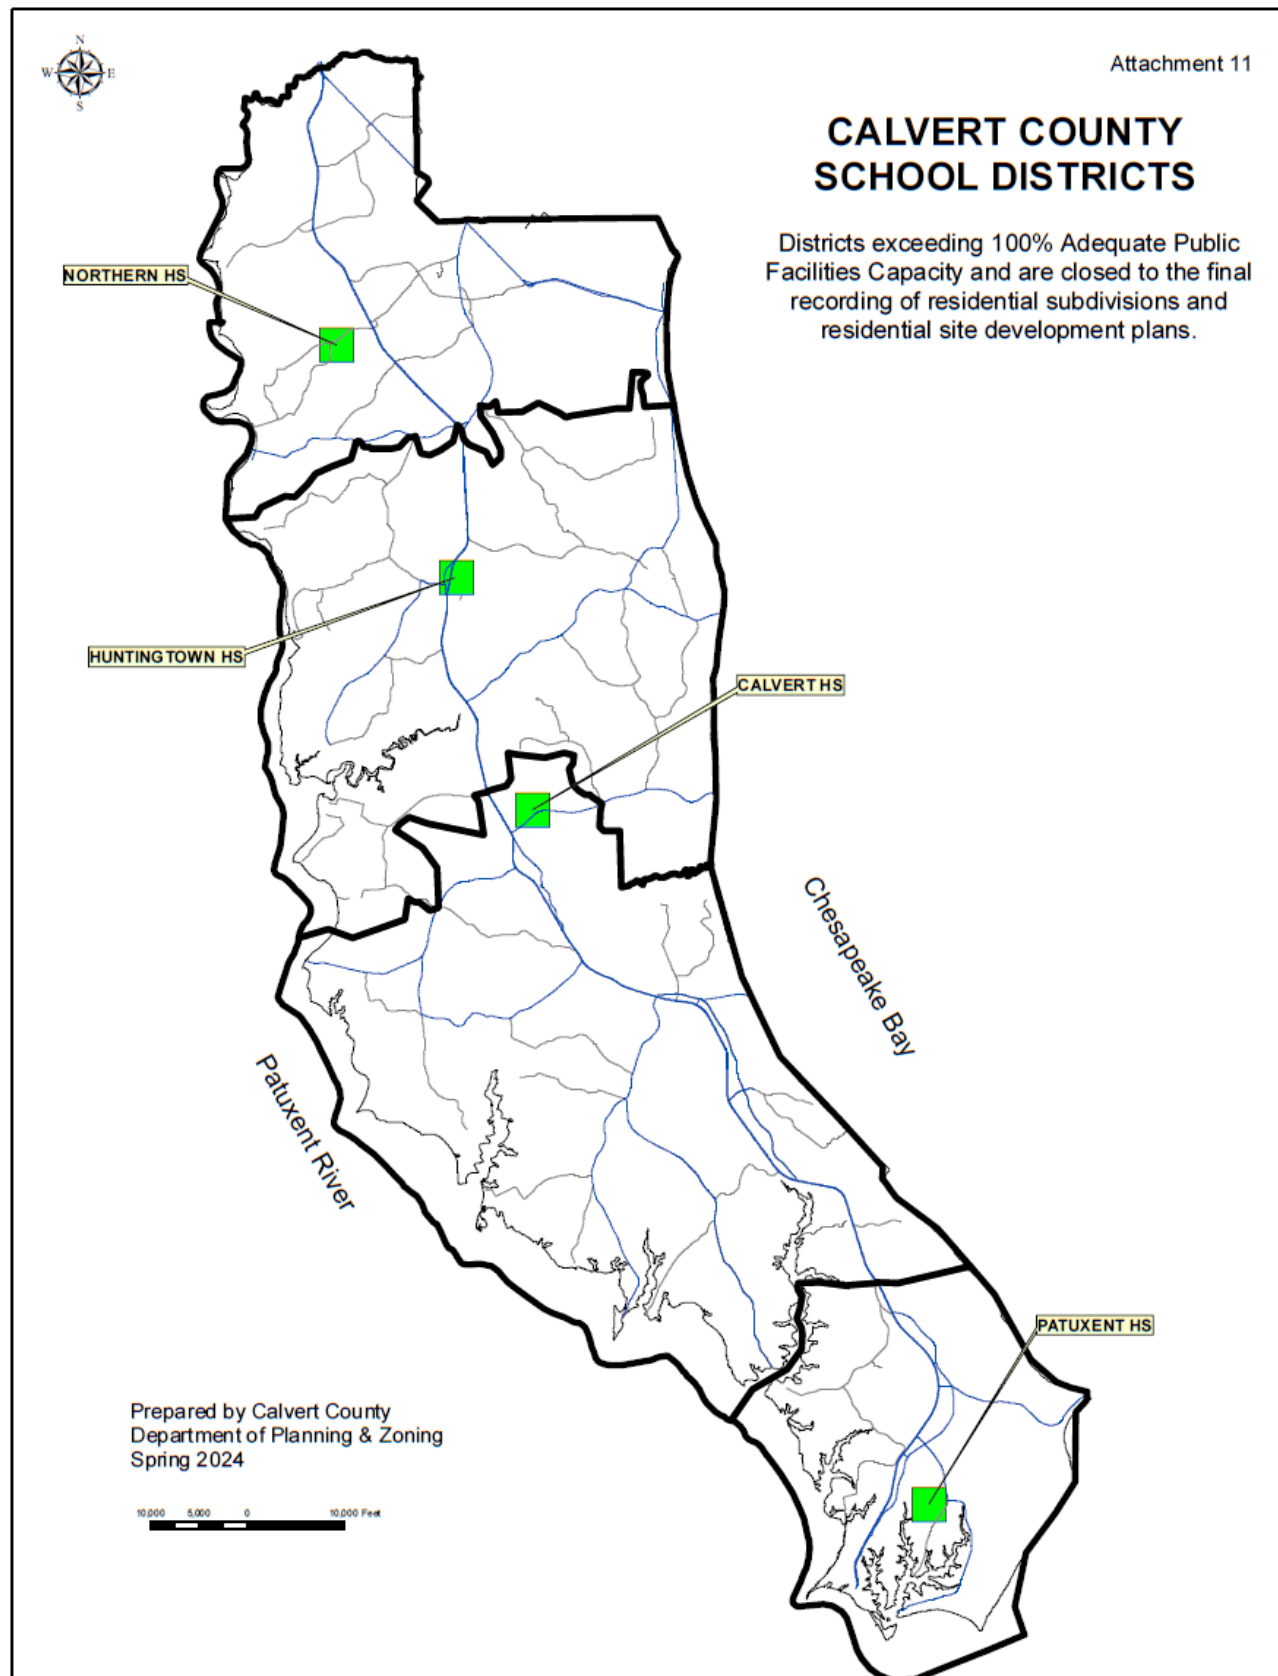 N
W E
S
Attachment 11
CALVERT COUNTY
SCHOOL DISTRICTS
Districts exceeding 100% Adequate Public
Facilities Capacity and are closed to the final
recording of residential subdivisions and
residential site development plans.
NORTHERN HS
HUNTINGTOWN HS
CALVERT HS
Chesapeake Bay
Patuxent River
PATUXENT HS
Prepared by Calvert County
Department of Planning & Zoning
Spring 2024
10,000 5,000 0 10,000 Feet